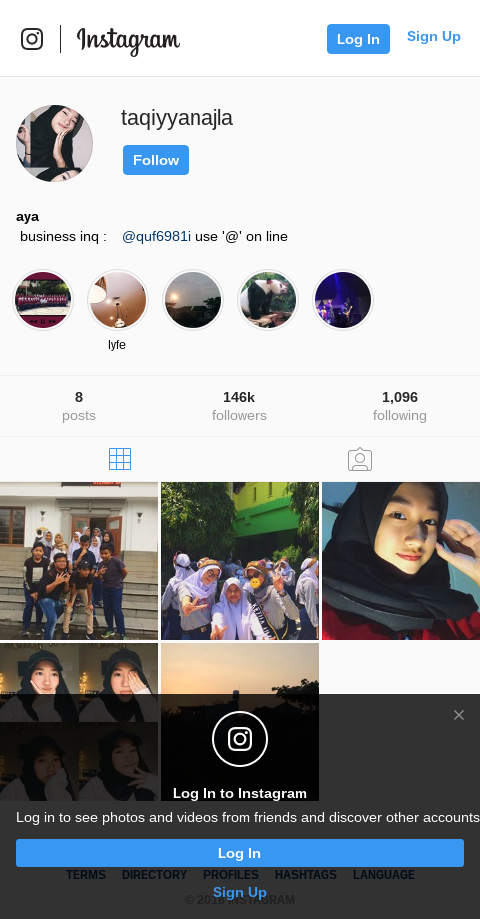 Instagram
Log In
Sign Up
taqiyyanajla
Follow
aya
business inq : @quf6981i use '@' on line
lyfe
8 posts
146k followers
1,096 following
Log In to Instagram
Log in to see photos and videos from friends and discover other accounts
Log In
TERMS DIRECTORY PROFILES HASHTAGS LANGUAGE
Sign Up
© 2018 INSTAGRAM